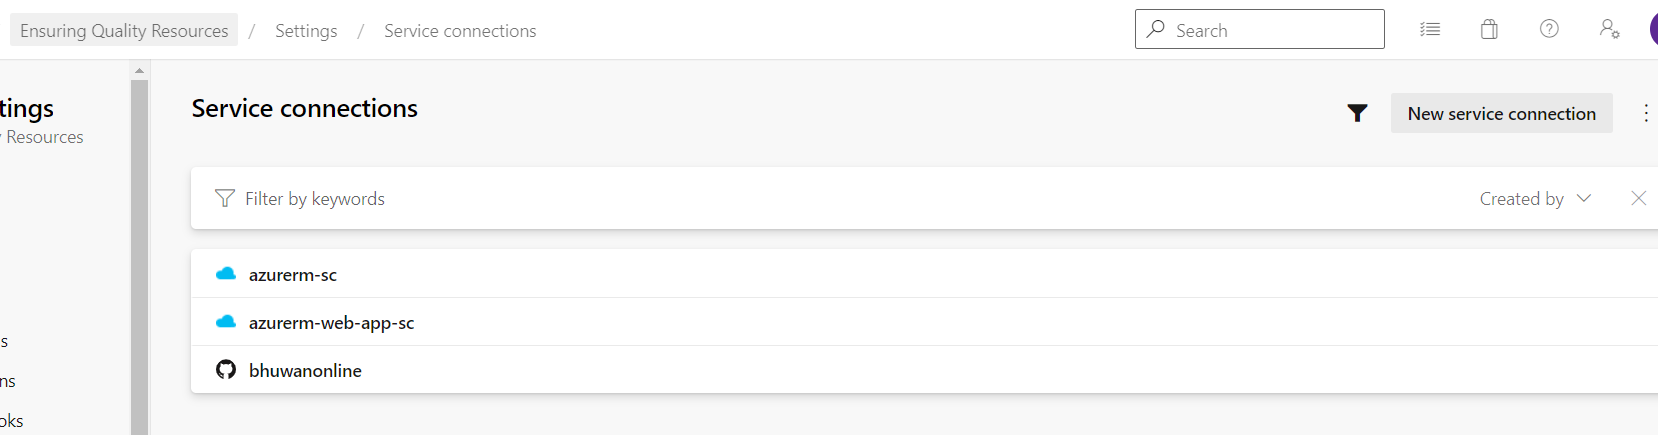 Ensuring Quality Resources / Settings / Service connections
Search
tings
Resources
Service connections
New service connection
Filter by keywords
Created by
azurerm-sc
azurerm-web-app-sc
bhuwanonline
s
ns
oks